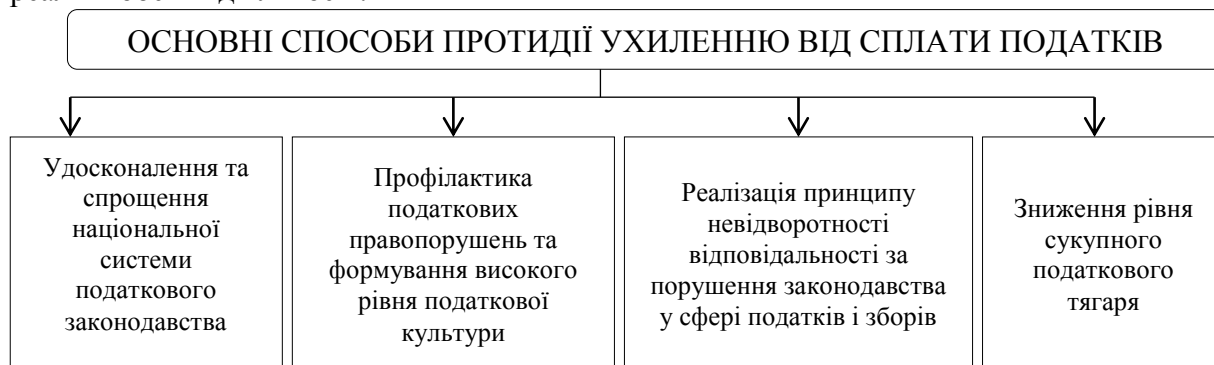 ОСНОВНІ СПОСОБИ ПРОТИДІЇ УХИЛЕННЮ ВІД СПЛАТИ ПОДАТКІВ
Удосконалення та
спрощення
національної
системи
податкового
законодавства
Профілактика
податкових
правопорушень та
формування високого
рівня податкової
культури
Реалізація принципу
невідворотності
відповідальності за
порушення законодавства
у сфері податків і зборів
Зниження рівня
сукупного
податкового
тягаря